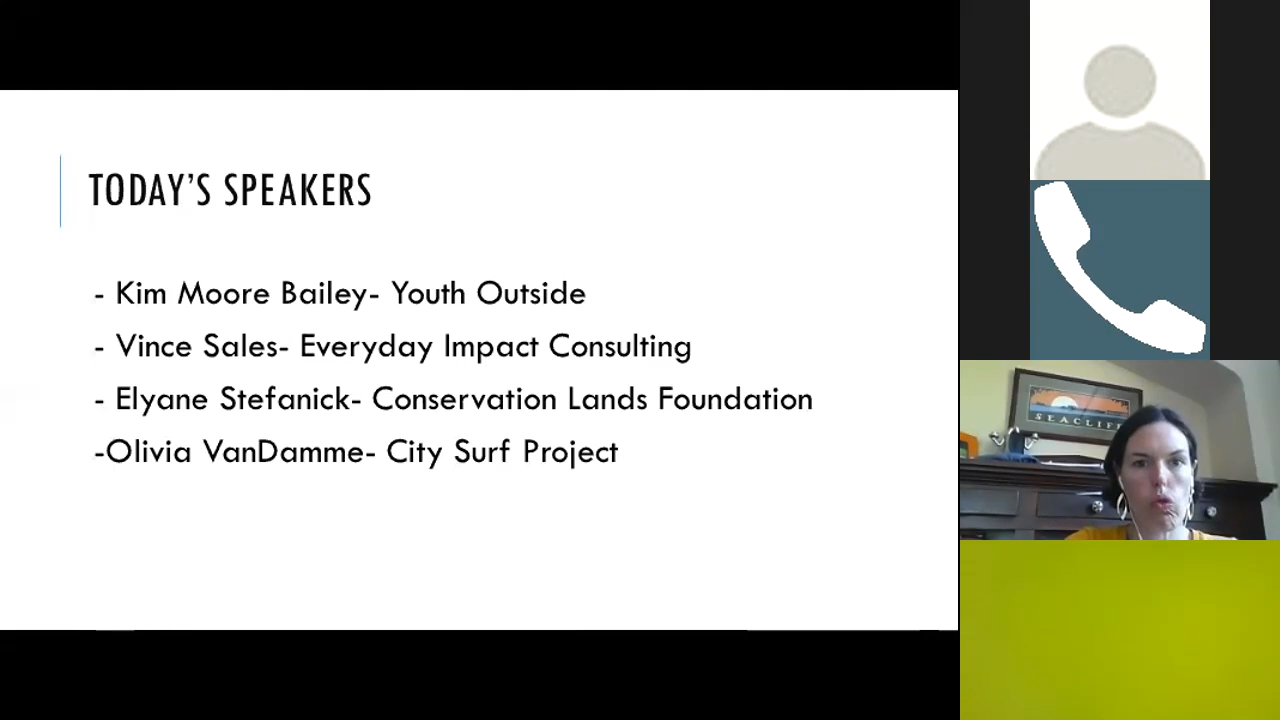 TODAY'S SPEAKERS
- Kim Moore Bailey- Youth Outside
- Vince Sales- Everyday Impact Consulting
- Elyane Stefanick- Conservation Lands Foundation
-Olivia VanDamme- City Surf Project